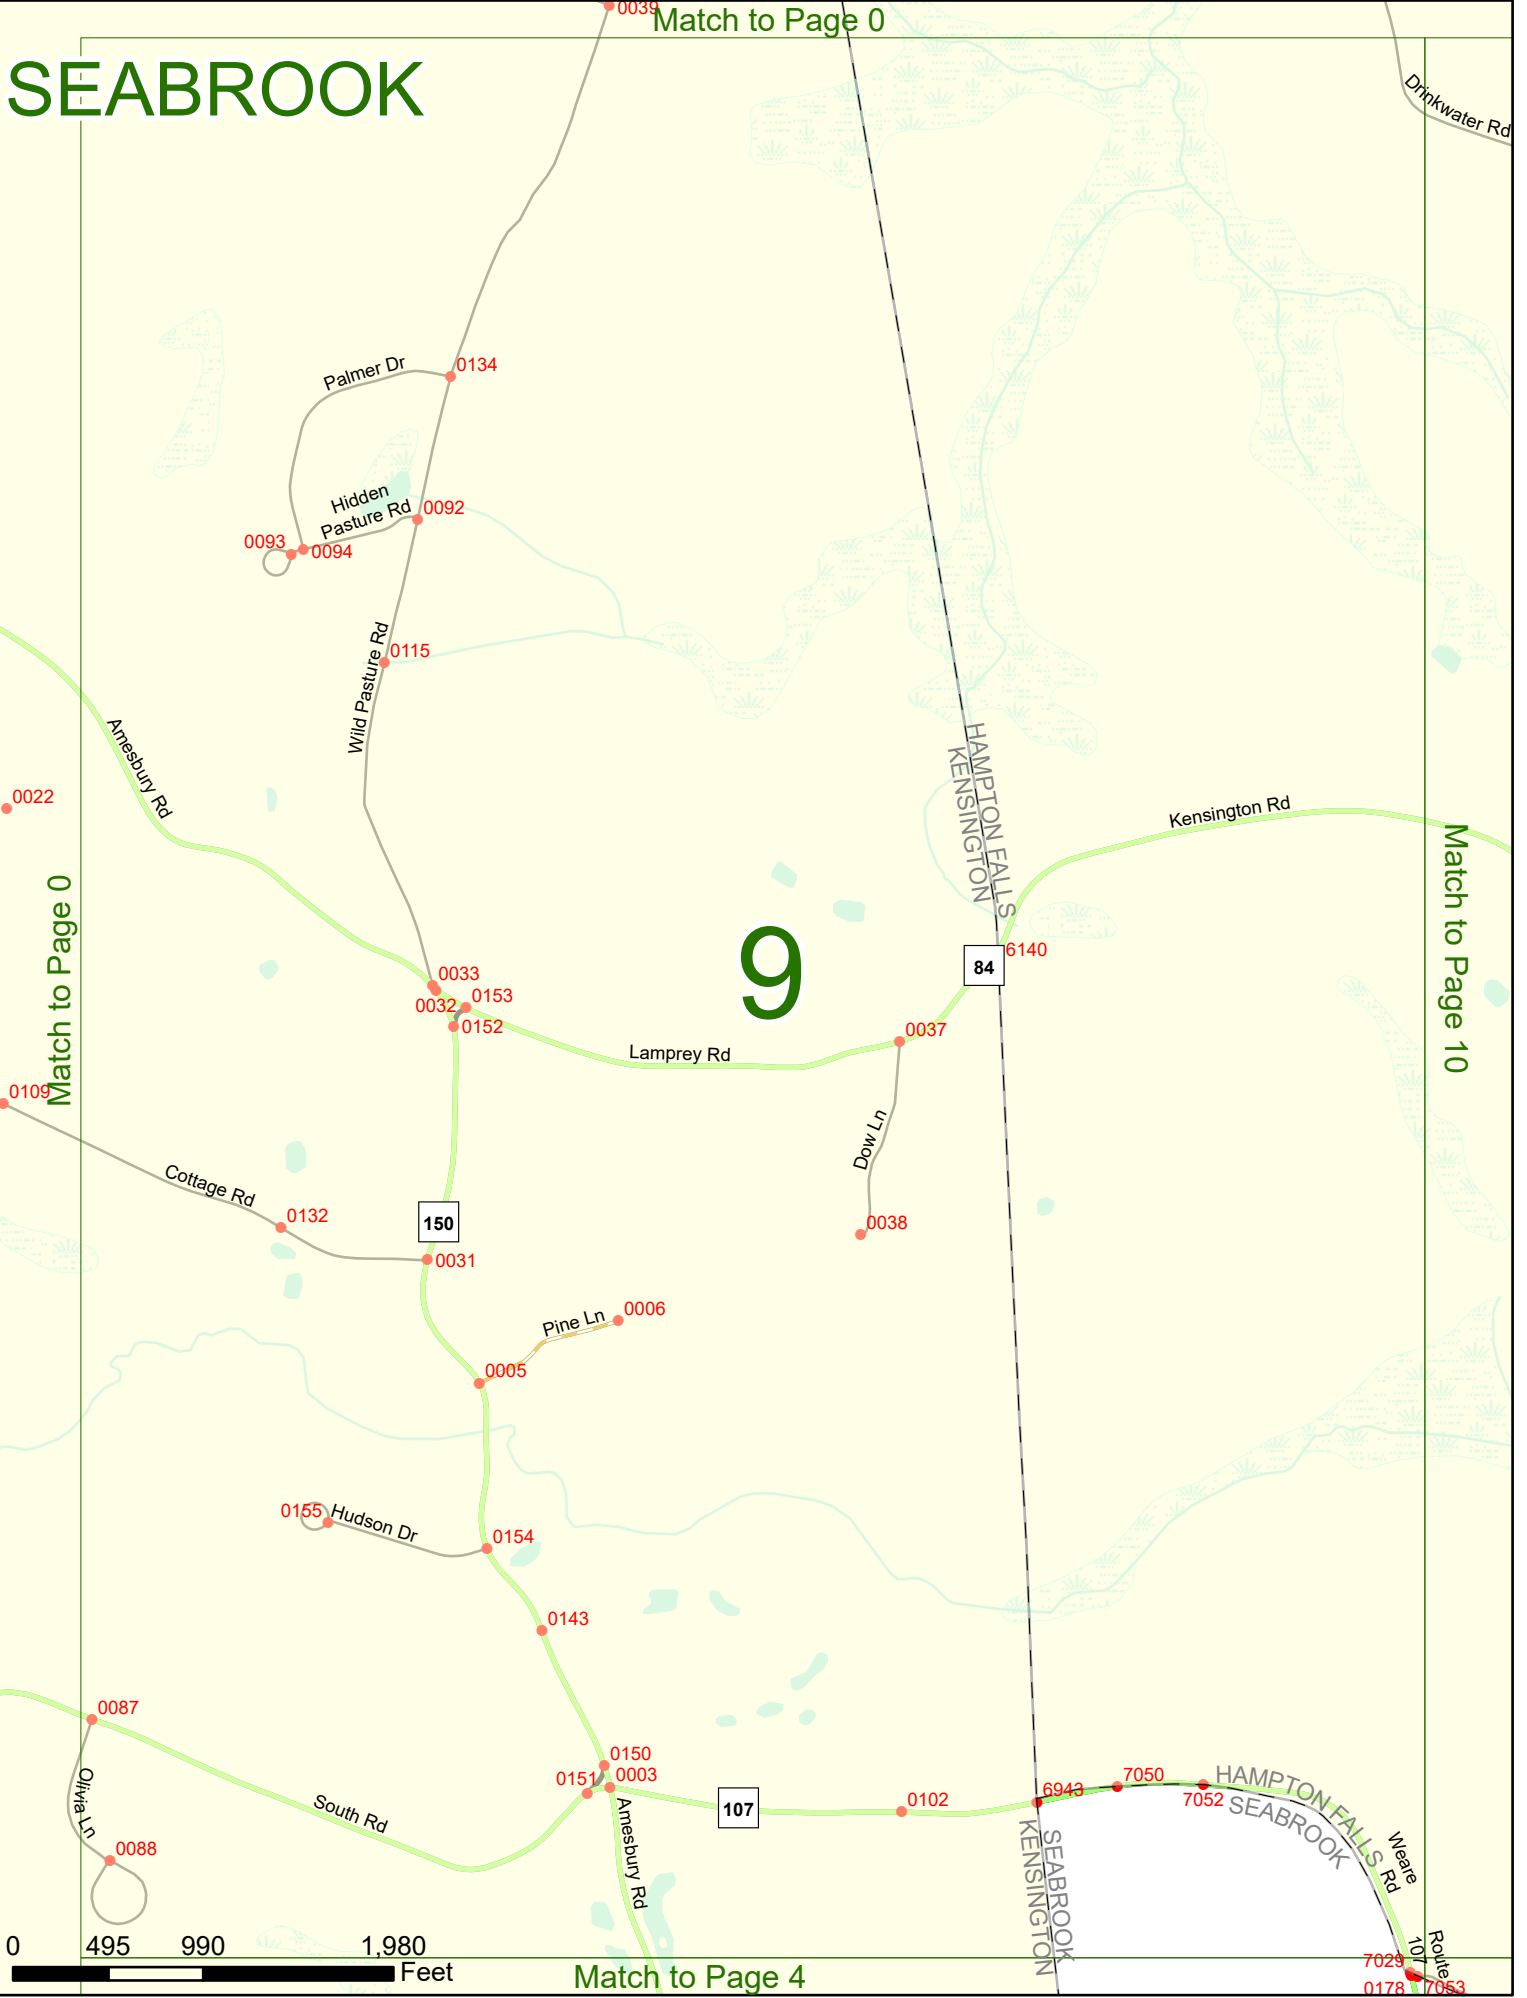 0039
Match to Page 0
SEABROOK
Drinkwater Rd
Palmer Dr
0134
Hidden
Pasture Rd
0092
0093
0094
Wild Pasture Rd
0115
Amesbury Rd
0022
HAMPTON FALLS
KENSINGTON
Kensington Rd
Match to Page 0
Match to Page 10
9
84
6140
0033
0032
0153
0152
0037
Lamprey Rd
0109
Dow Ln
Cottage Rd
0132
150
0038
0031
Pine Ln
0006
0005
0155
Hudson Dr
0154
0143
0087
0150
0151
0003
Olivia Ln
South Rd
Amesbury Rd
107
0102
6943
7050
7052
HAMPTON FALLS
SEABROOK
Weare
Rd
0088
SEABROOK
KENSINGTON
0
495
990
1,980
Feet
Match to Page 4
Route
107
7029
0178
7053